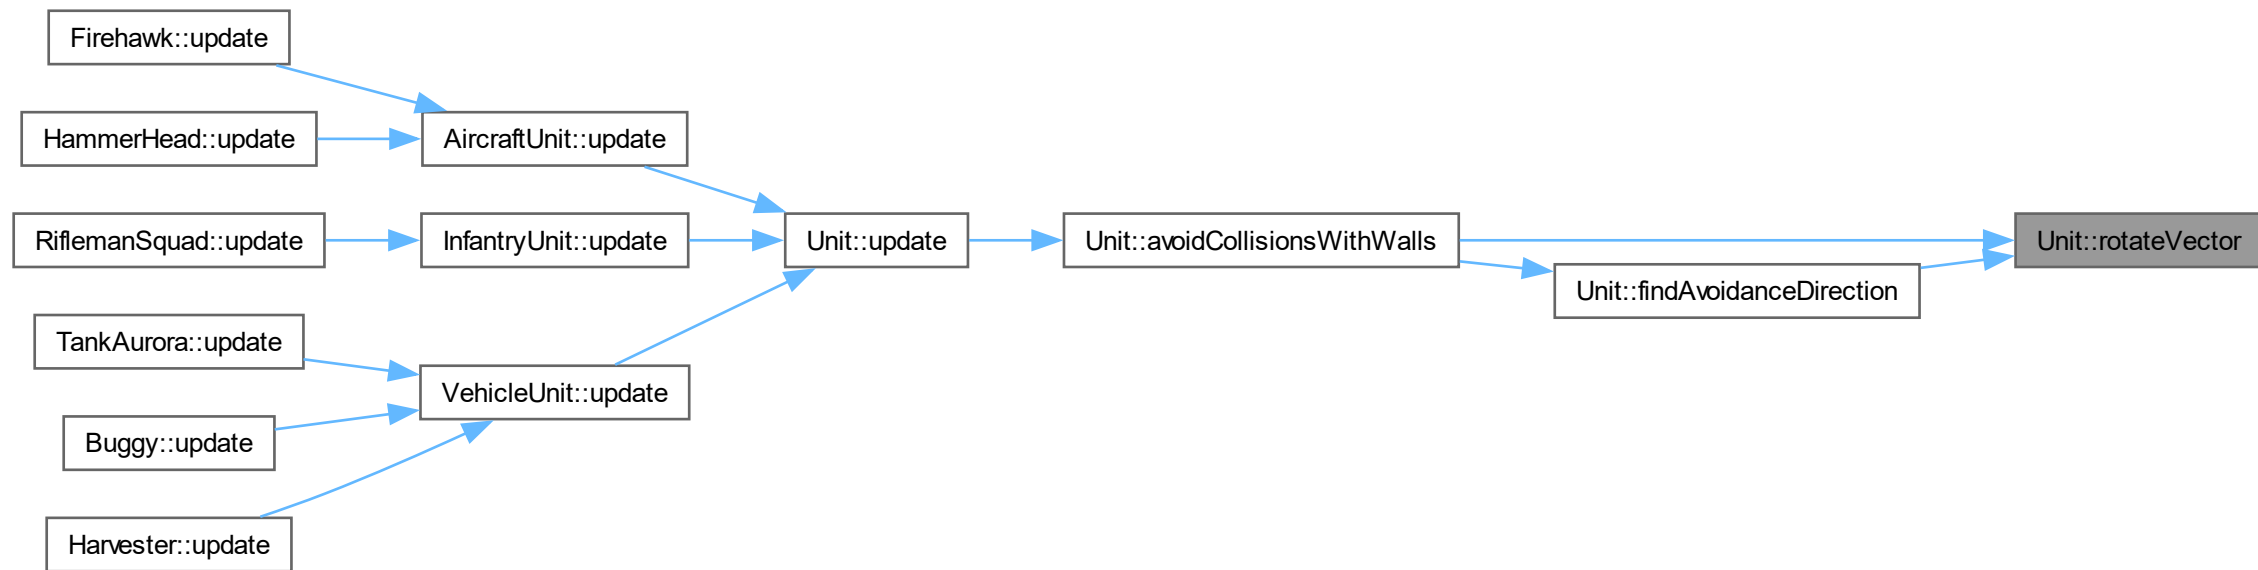 Firehawk::update
HammerHead::update
AircraftUnit::update
RiflemanSquad::update
InfantryUnit::update
Unit::update
Unit::avoidCollisionsWithWalls
Unit::rotateVector
Unit::findAvoidanceDirection
TankAurora::update
VehicleUnit::update
Buggy::update
Harvester::update